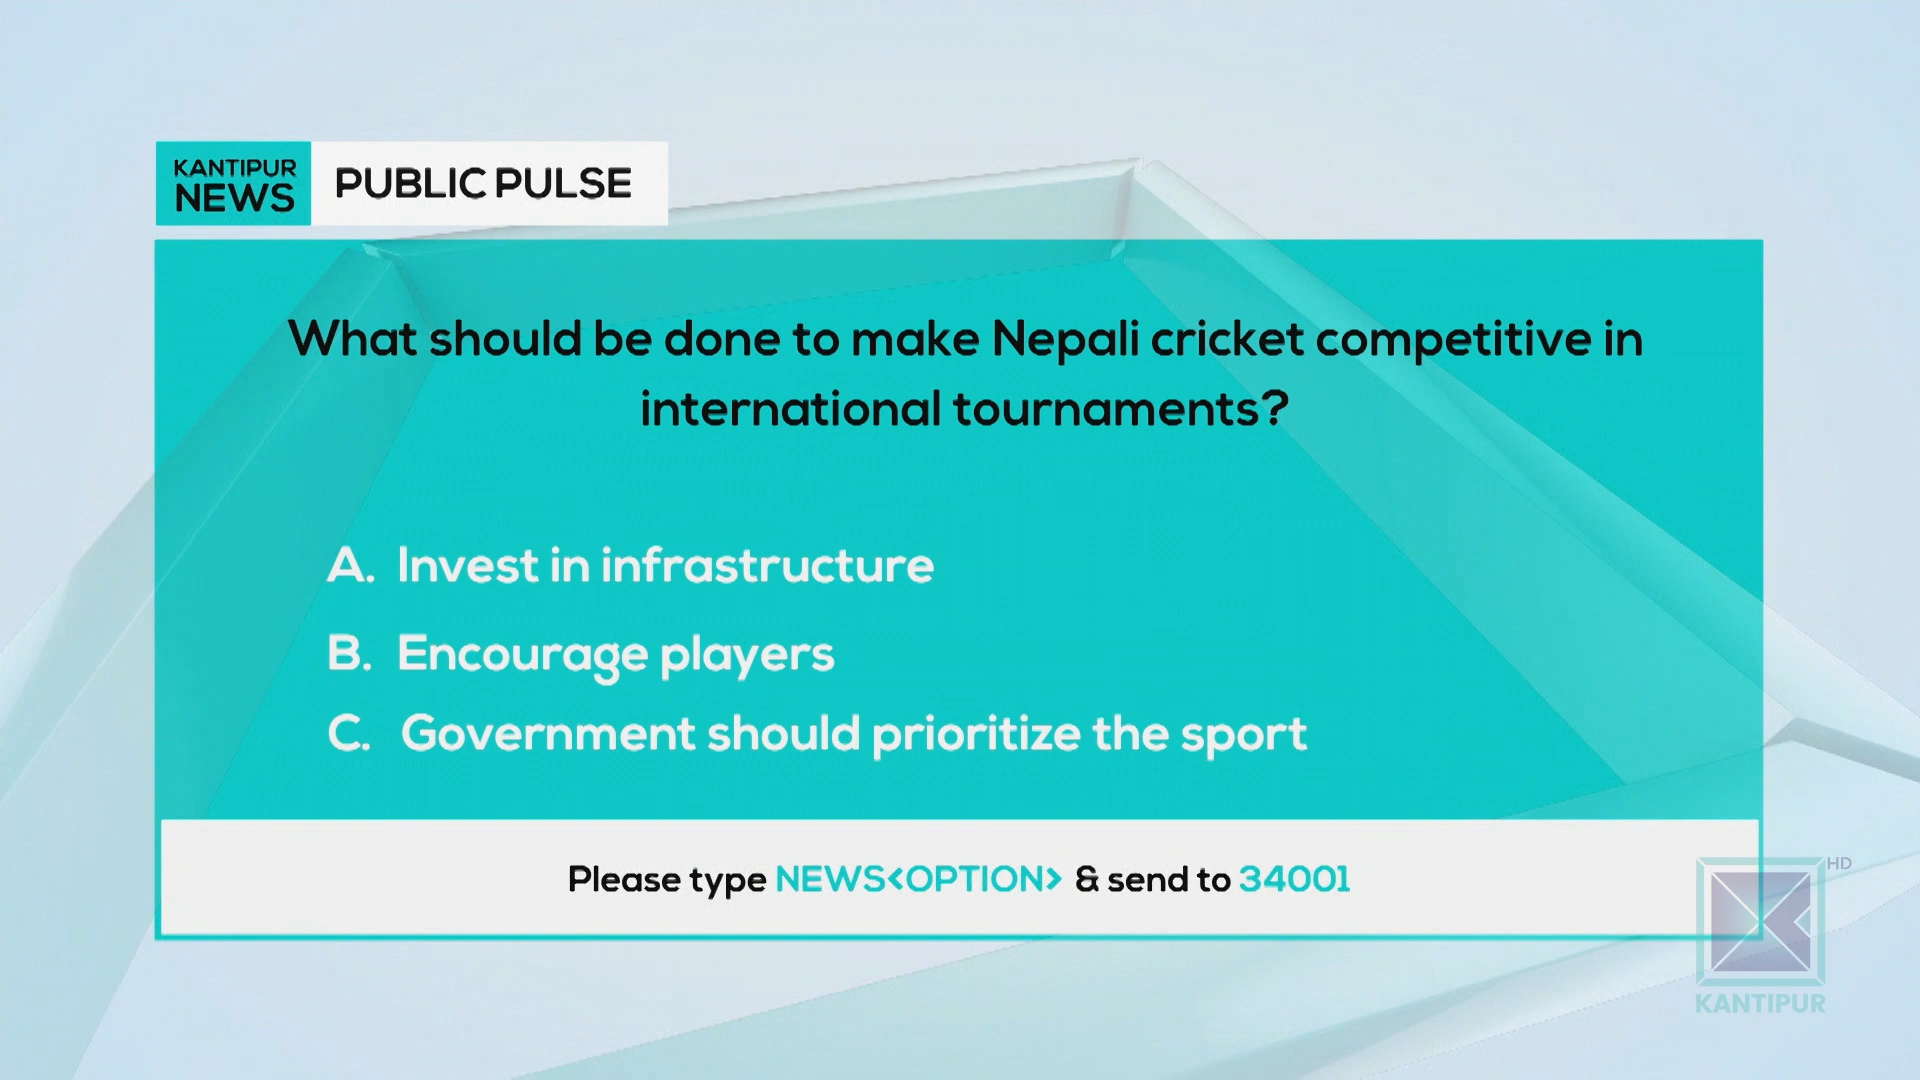 KANTIPUR
NEWS
PUBLIC PULSE
What should be done to make Nepali cricket competitive in
international tournaments?
A. Invest in infrastructure
B. Encourage players
C. Government should prioritize the sport
Please type NEWS<OPTION> & send to 34001
HD
KANTIPUR